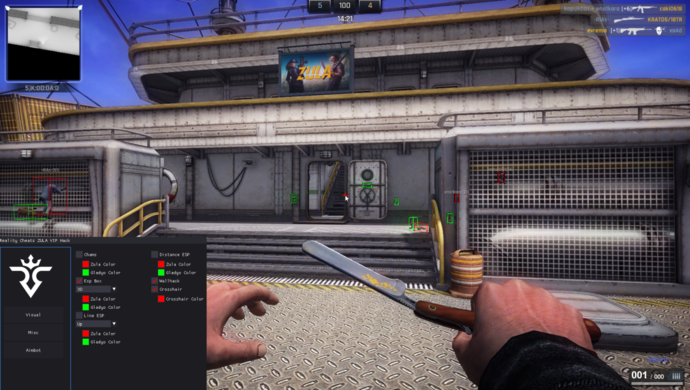 5 100 4
14:21
ZULA
Reality Cheats ZULA VIP Hack
Chams
Zula Color
Gladyo Color
Esp Box
Zula Color
Gladyo Color
Line ESP
Up
Zula Color
Gladyo Color
Distance ESP
Zula Color
Gladyo Color
Wallhack
Crosshair
Crosshair Color
Visual
Misc
Aimbot
001 / 000